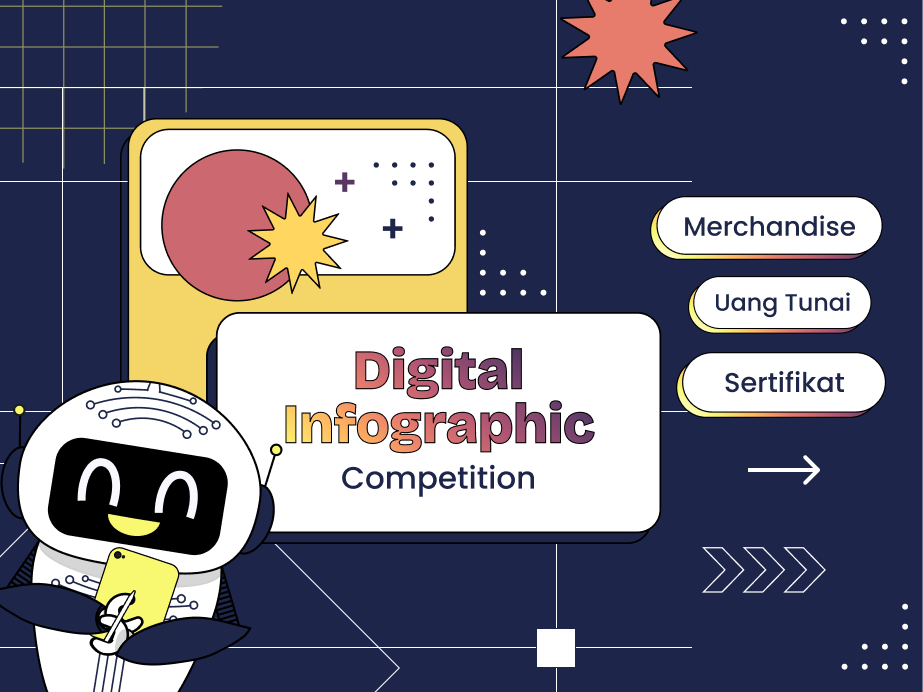 Merchandise
Uang Tunai
Sertifikat
Digital
Infographic
Competition